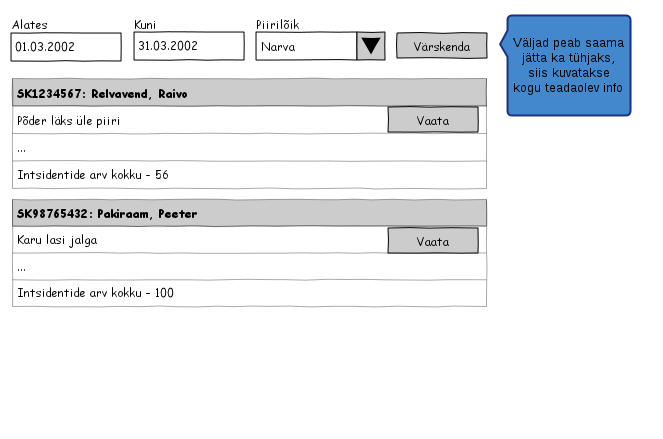 Alates
Kuni
Piirilõik
01.03.2002
31.03.2002
Narva
Värskenda
Väljad peab saama
jätta ka tühjaks,
siis kuvatakse
kogu teadaolev info
SK1234567: Relvavend, Raivo
Põder läks üle piiri
Vaata
...
Intsidentide arv kokku - 56
SK98765432: Pakiraam, Peeter
Karu lasi jalga
Vaata
...
Intsidentide arv kokku - 100